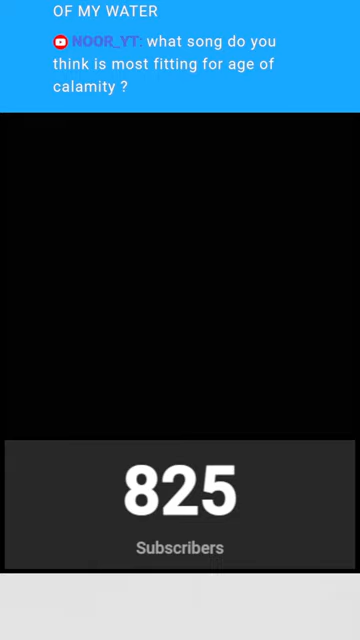 OF MY WATER
NOOR_YT: what song do you
think is most fitting for age of
calamity ?
825
Subscribers